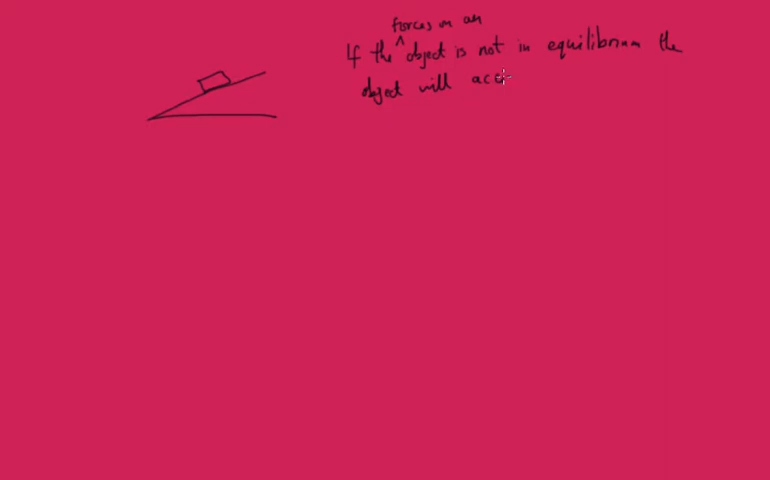 forces on an
If the ^ object is not in equilibrium the
object will acc